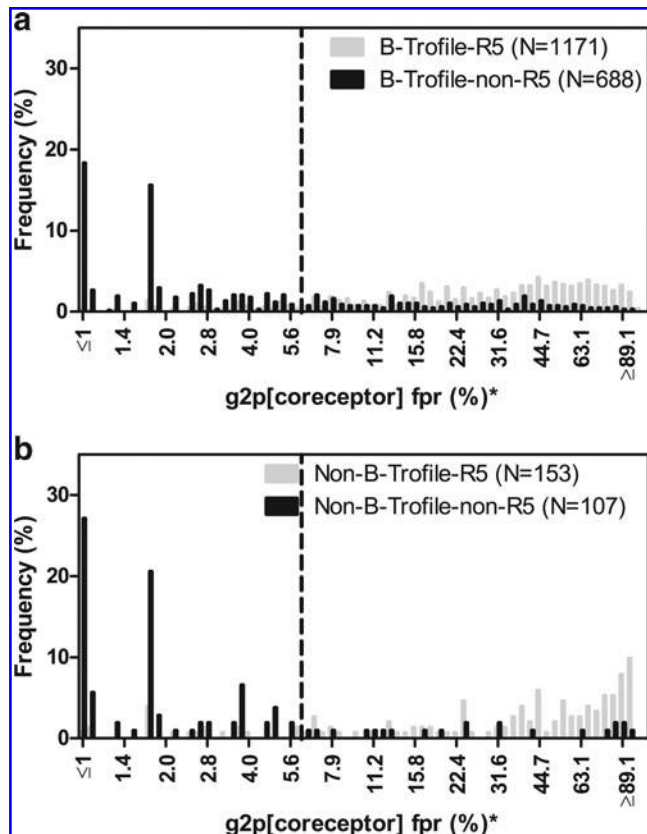 a
B-Trofile-R5 (N=1171)
B-Trofile-non-R5 (N=688)
Frequency (%)
30
20
10
0
≤1 1.4 2.0 2.8 4.0 5.6 7.9 11.2 15.8 22.4 31.6 44.7 63.1 ≥89.1
g2p[coreceptor] fpr (%)*
b
Non-B-Trofile-R5 (N=153)
Non-B-Trofile-non-R5 (N=107)
Frequency (%)
30
20
10
0
≤1 1.4 2.0 2.8 4.0 5.6 7.9 11.2 15.8 22.4 31.6 44.7 63.1 ≥89.1
g2p[coreceptor] fpr (%)*